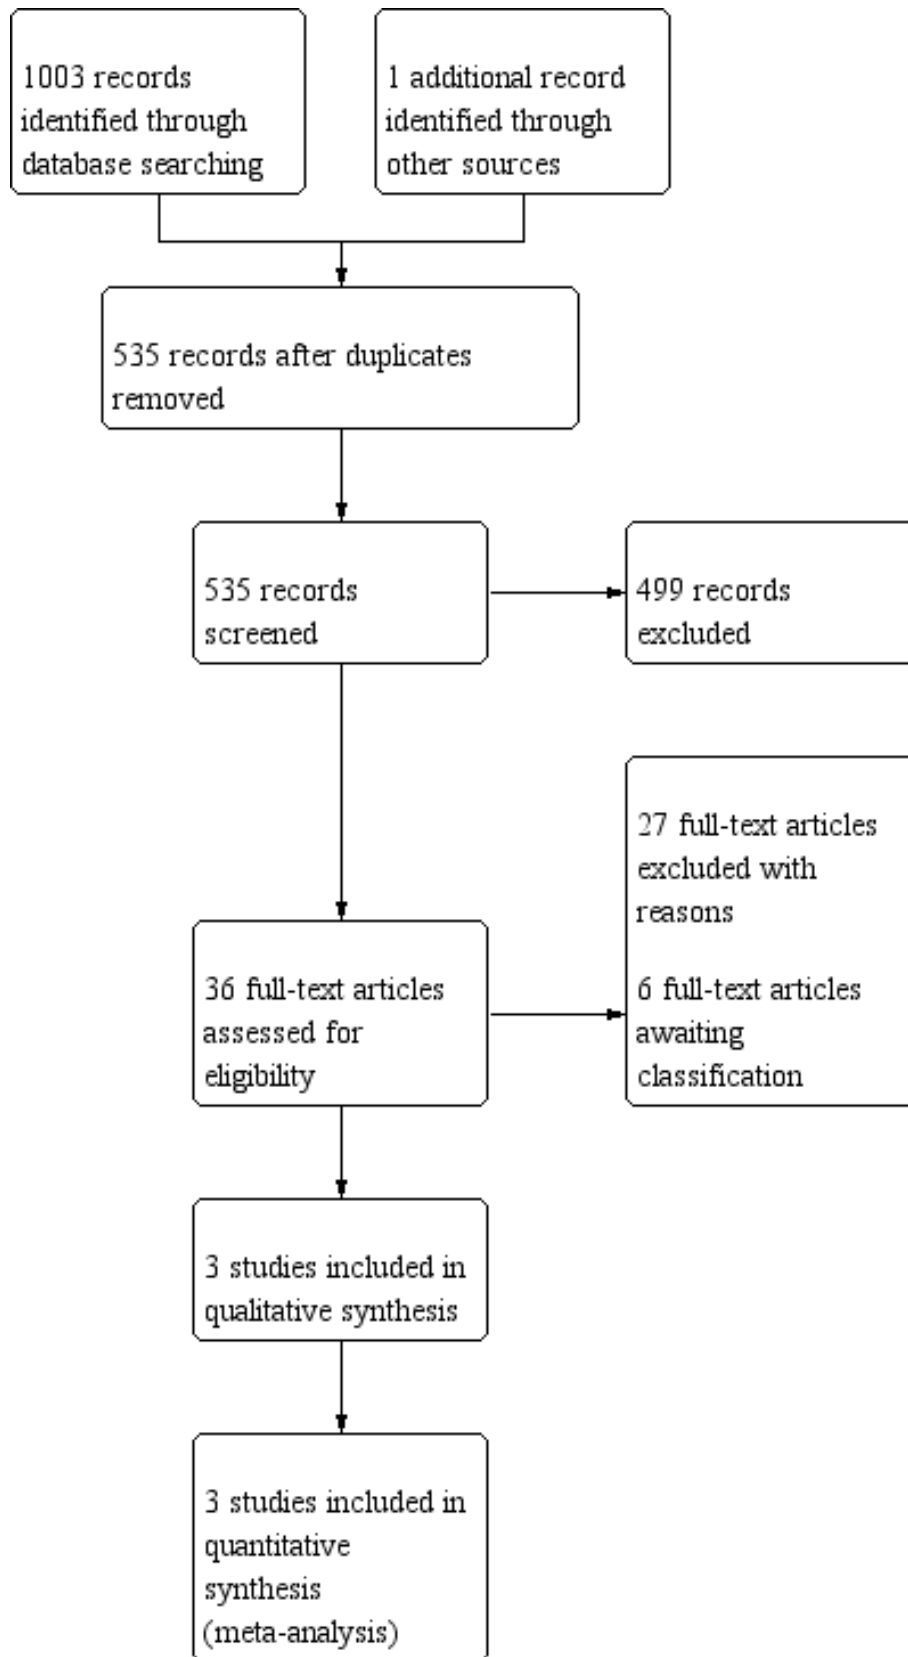 1003 records
identified through
database searching
1 additional record
identified through
other sources
535 records after duplicates
removed
535 records
screened
499 records
excluded
27 full-text articles
excluded with
reasons
6 full-text articles
awaiting
classification
36 full-text articles
assessed for
eligibility
3 studies included in
qualitative synthesis
3 studies included in
quantitative
synthesis
(meta-analysis)